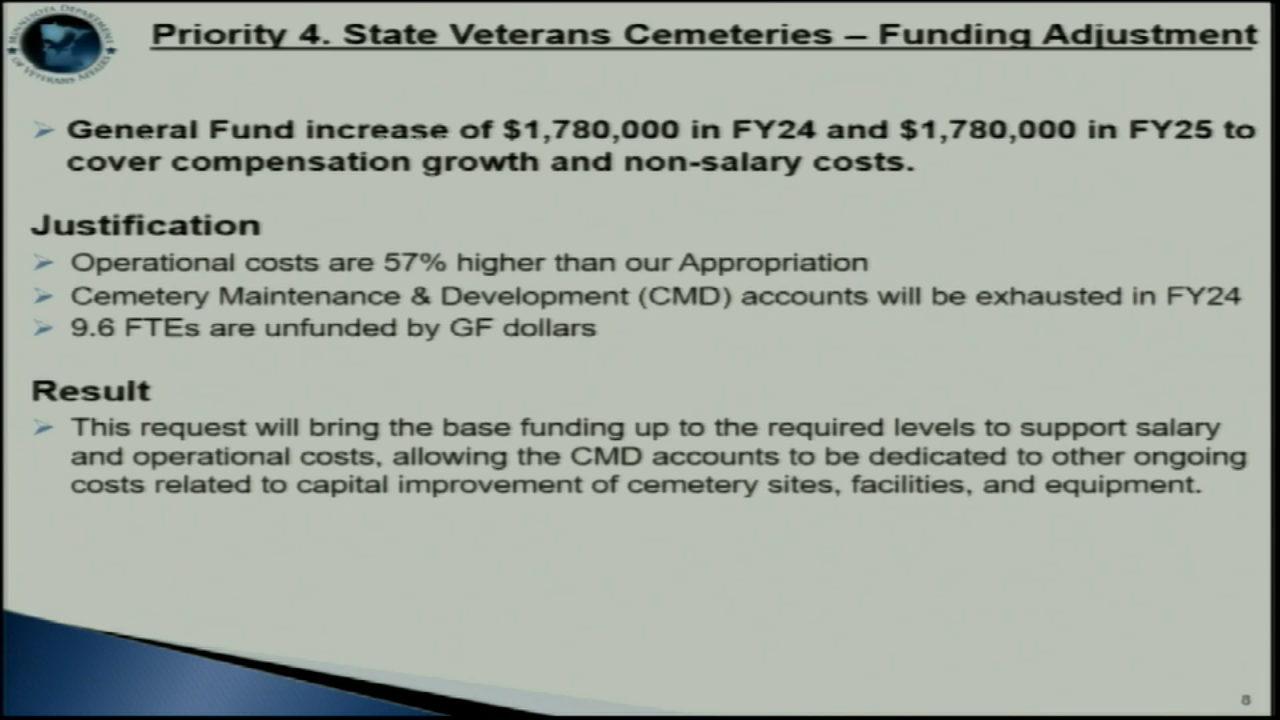 MINNESOTA DEPARTMENT
OF VETERANS AFFAIRS
Priority 4. State Veterans Cemeteries – Funding Adjustment
➢ General Fund increase of $1,780,000 in FY24 and $1,780,000 in FY25 to
cover compensation growth and non-salary costs.
Justification
➢ Operational costs are 57% higher than our Appropriation
➢ Cemetery Maintenance & Development (CMD) accounts will be exhausted in FY24
➢ 9.6 FTEs are unfunded by GF dollars
Result
➢ This request will bring the base funding up to the required levels to support salary
and operational costs, allowing the CMD accounts to be dedicated to other ongoing
costs related to capital improvement of cemetery sites, facilities, and equipment.
8